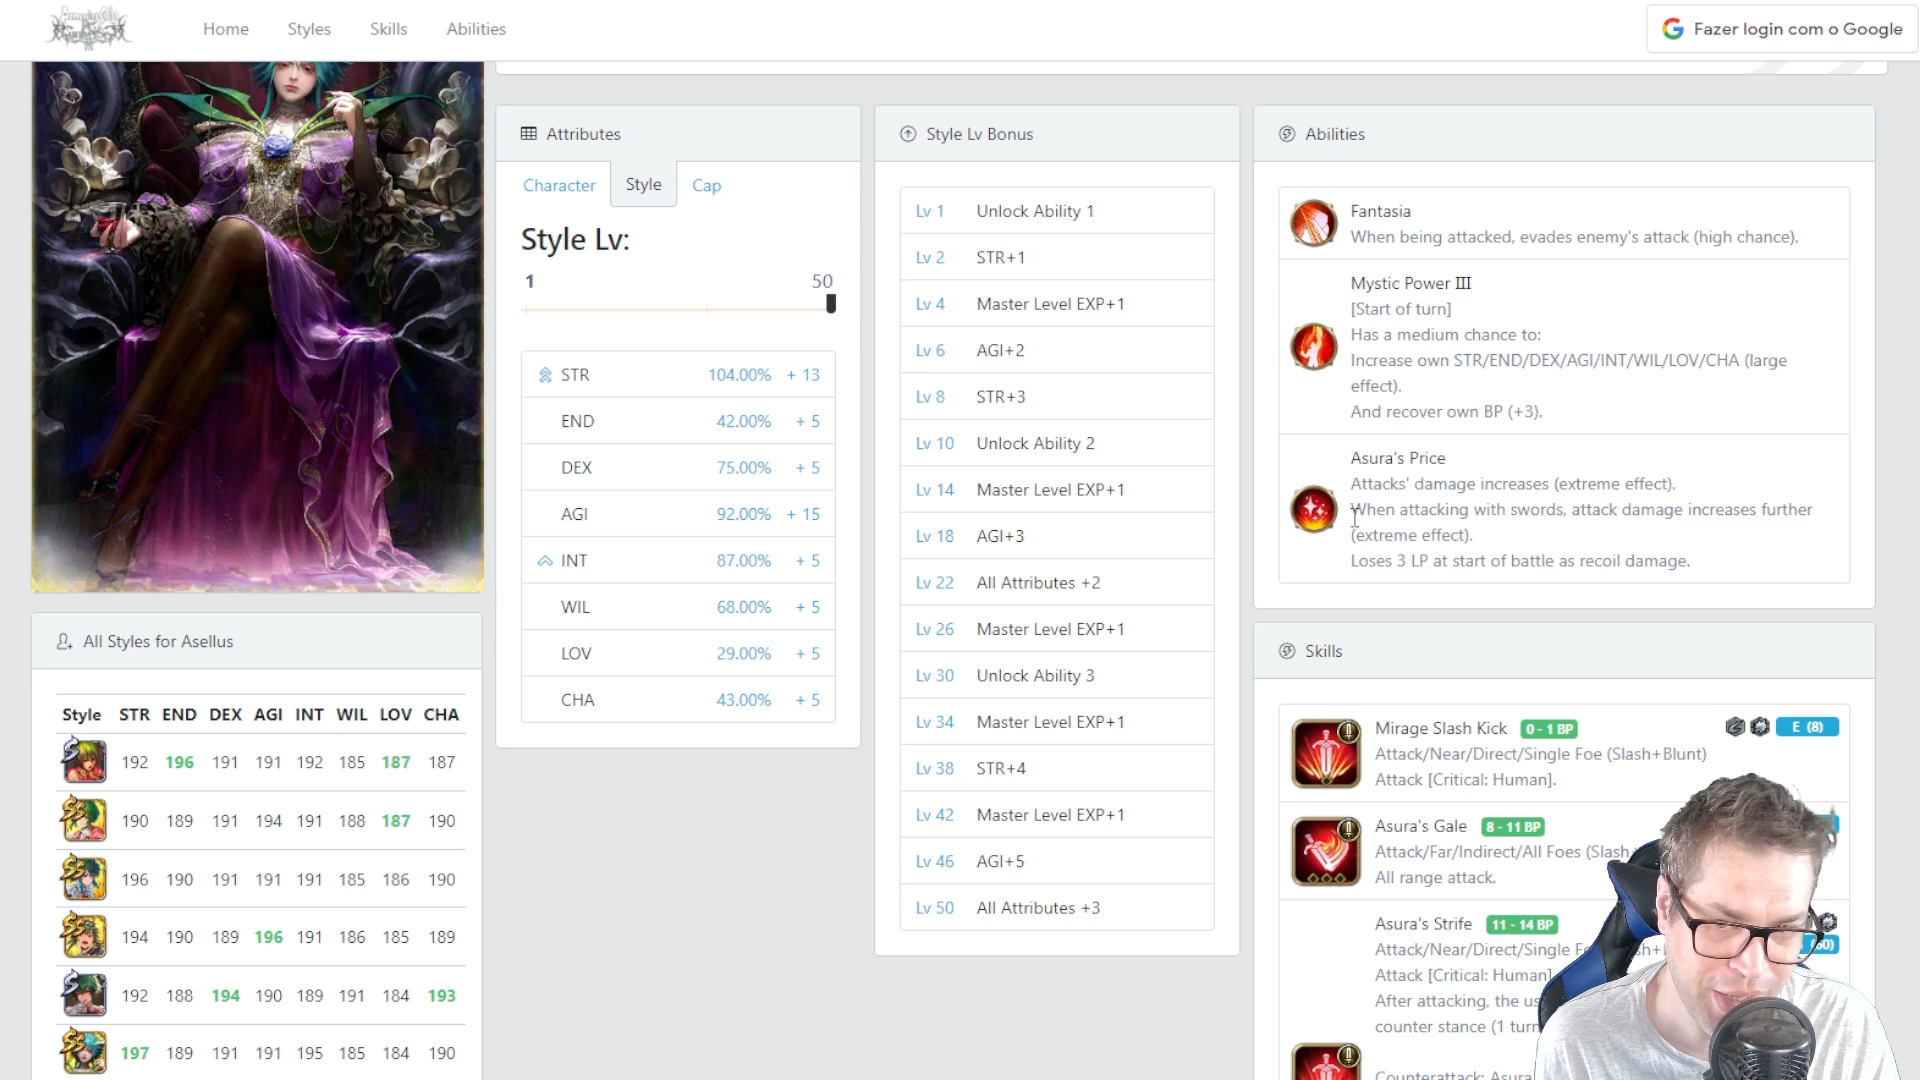 Home Styles Skills Abilities
Fazer login com o Google
Attributes
Character Style Cap
Style Lv:
1 50
STR 104.00% + 13
END 42.00% + 5
DEX 75.00% + 5
AGI 92.00% + 15
INT 87.00% + 5
WIL 68.00% + 5
LOV 29.00% + 5
CHA 43.00% + 5
Style Lv Bonus
Lv 1 Unlock Ability 1
Lv 2 STR+1
Lv 4 Master Level EXP+1
Lv 6 AGI+2
Lv 8 STR+3
Lv 10 Unlock Ability 2
Lv 14 Master Level EXP+1
Lv 18 AGI+3
Lv 22 All Attributes +2
Lv 26 Master Level EXP+1
Lv 30 Unlock Ability 3
Lv 34 Master Level EXP+1
Lv 38 STR+4
Lv 42 Master Level EXP+1
Lv 46 AGI+5
Lv 50 All Attributes +3
Abilities
Fantasia
When being attacked, evades enemy's attack (high chance).
Mystic Power III
[Start of turn]
Has a medium chance to:
Increase own STR/END/DEX/AGI/INT/WIL/LOV/CHA (large
effect).
And recover own BP (+3).
Asura's Price
Attacks' damage increases (extreme effect).
When attacking with swords, attack damage increases further
(extreme effect).
Loses 3 LP at start of battle as recoil damage.
Skills
Mirage Slash Kick 0 - 1 BP E (8)
Attack/Near/Direct/Single Foe (Slash+Blunt)
Attack [Critical: Human].
Asura's Gale 8 - 11 BP
Attack/Far/Indirect/All Foes (Slash
All range attack.
Asura's Strife 11 - 14 BP
Attack/Near/Direct/Single
Attack [Critical: Human]
After attacking, the
counter stance (1 turn
Counterattack:
All Styles for Asellus
Style STR END DEX AGI INT WIL LOV CHA
192 196 191 191 192 185 187 187
SS 190 189 191 194 191 188 187 190
SS 196 190 191 191 191 185 186 190
SS 194 190 189 196 191 186 185 189
S 192 188 194 190 189 191 184 193
SS 197 189 191 191 195 185 184 190